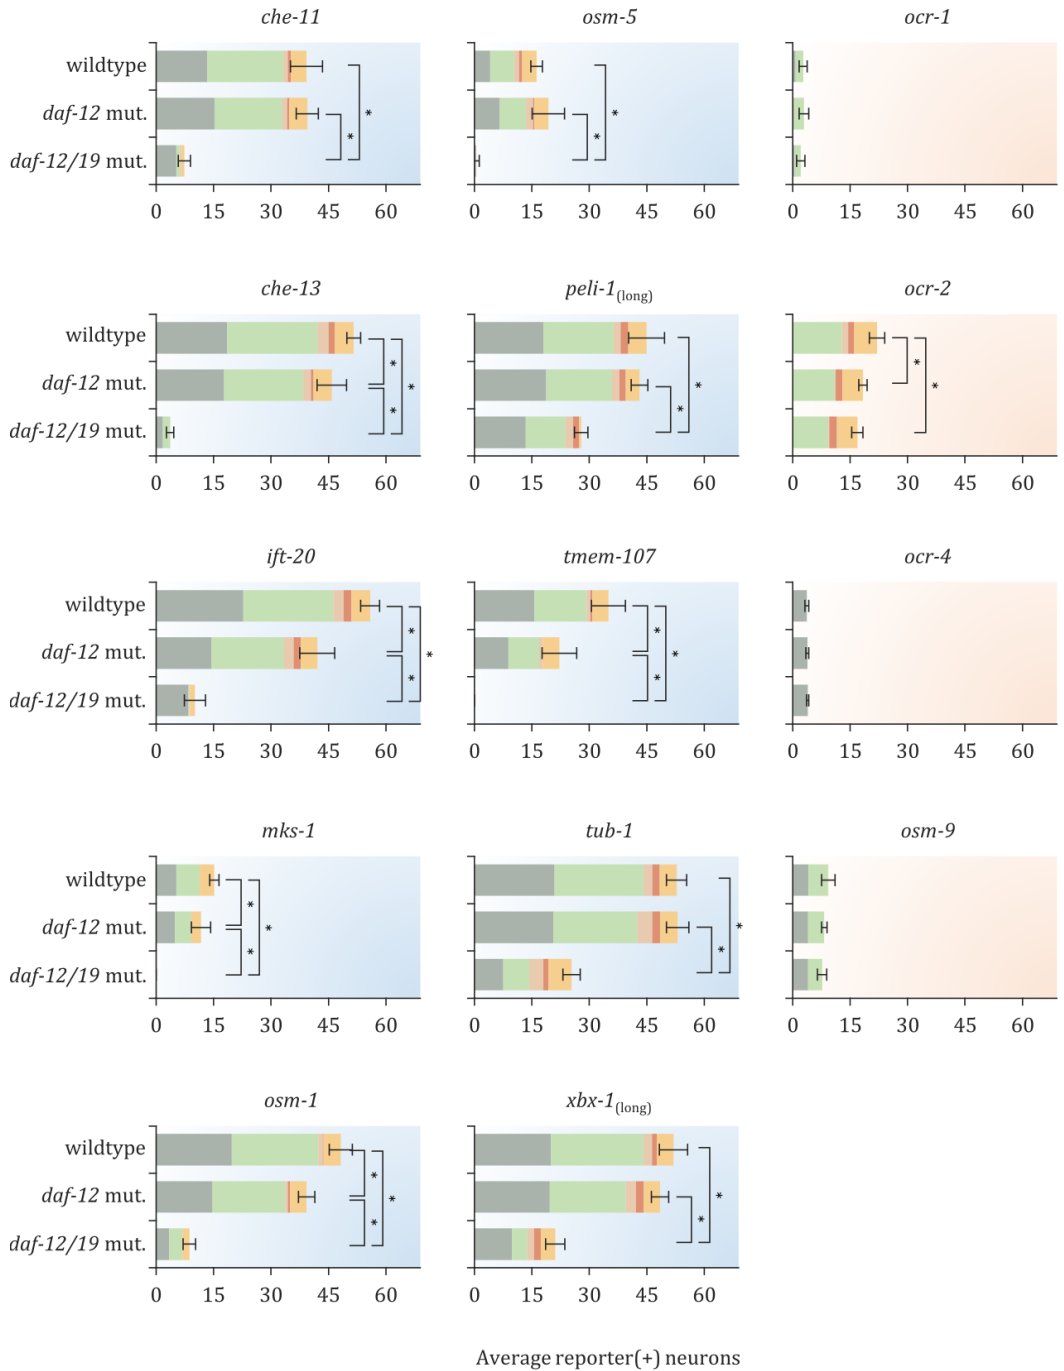 che-11 osm-5 ocr-1
wildtype * *
daf-12 mut. * *
daf-12/19 mut.
0 15 30 45 60 0 15 30 45 60 0 15 30 45 60
che-13 peli-1(long) ocr-2
wildtype * *
daf-12 mut. * * *
daf-12/19 mut. * * *
0 15 30 45 60 0 15 30 45 60 0 15 30 45 60
ift-20 tmem-107 ocr-4
wildtype * *
daf-12 mut. * * * *
daf-12/19 mut.
0 15 30 45 60 0 15 30 45 60 0 15 30 45 60
mks-1 tub-1 osm-9
wildtype *
daf-12 mut. * * *
daf-12/19 mut. *
0 15 30 45 60 0 15 30 45 60 0 15 30 45 60
osm-1 xbx-1(long)
wildtype *
daf-12 mut. * *
daf-12/19 mut. * *
0 15 30 45 60 0 15 30 45 60
Average reporter(+) neurons